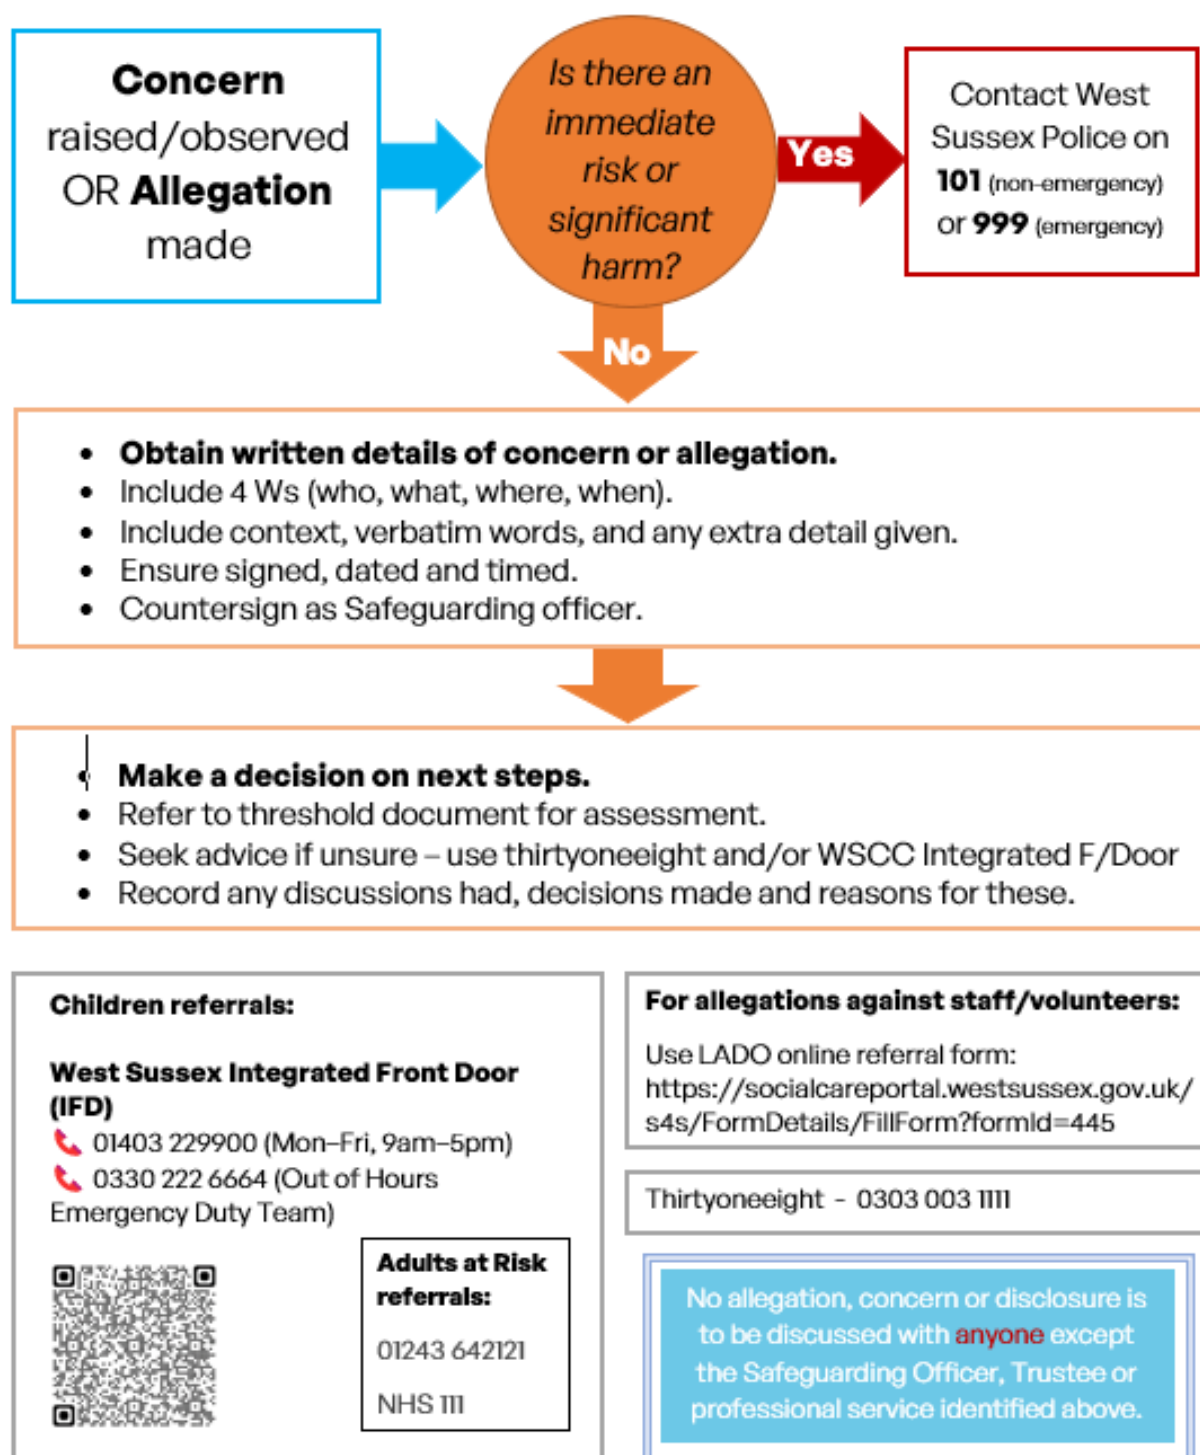 Concern
raised/observed
OR Allegation
made
Is there an
immediate
risk or
significant
harm?
Yes
Contact West
Sussex Police on
101 (non-emergency)
or 999 (emergency)
No
• Obtain written details of concern or allegation.
• Include 4 Ws (who, what, where, when).
• Include context, verbatim words, and any extra detail given.
• Ensure signed, dated and timed.
• Countersign as Safeguarding officer.
• Make a decision on next steps.
• Refer to threshold document for assessment.
• Seek advice if unsure – use thirtyoneeight and/or WSCC Integrated F/Door
• Record any discussions had, decisions made and reasons for these.
Children referrals:
West Sussex Integrated Front Door
(IFD)
01403 229900 (Mon–Fri, 9am–5pm)
0330 222 6664 (Out of Hours
Emergency Duty Team)
Adults at Risk
referrals:
01243 642121
NHS 111
For allegations against staff/volunteers:
Use LADO online referral form:
https://socialcareportal.westsussex.gov.uk/
s4s/FormDetails/FillForm?formId=445
Thirtyoneeight - 0303 003 1111
No allegation, concern or disclosure is
to be discussed with anyone except
the Safeguarding Officer, Trustee or
professional service identified above.